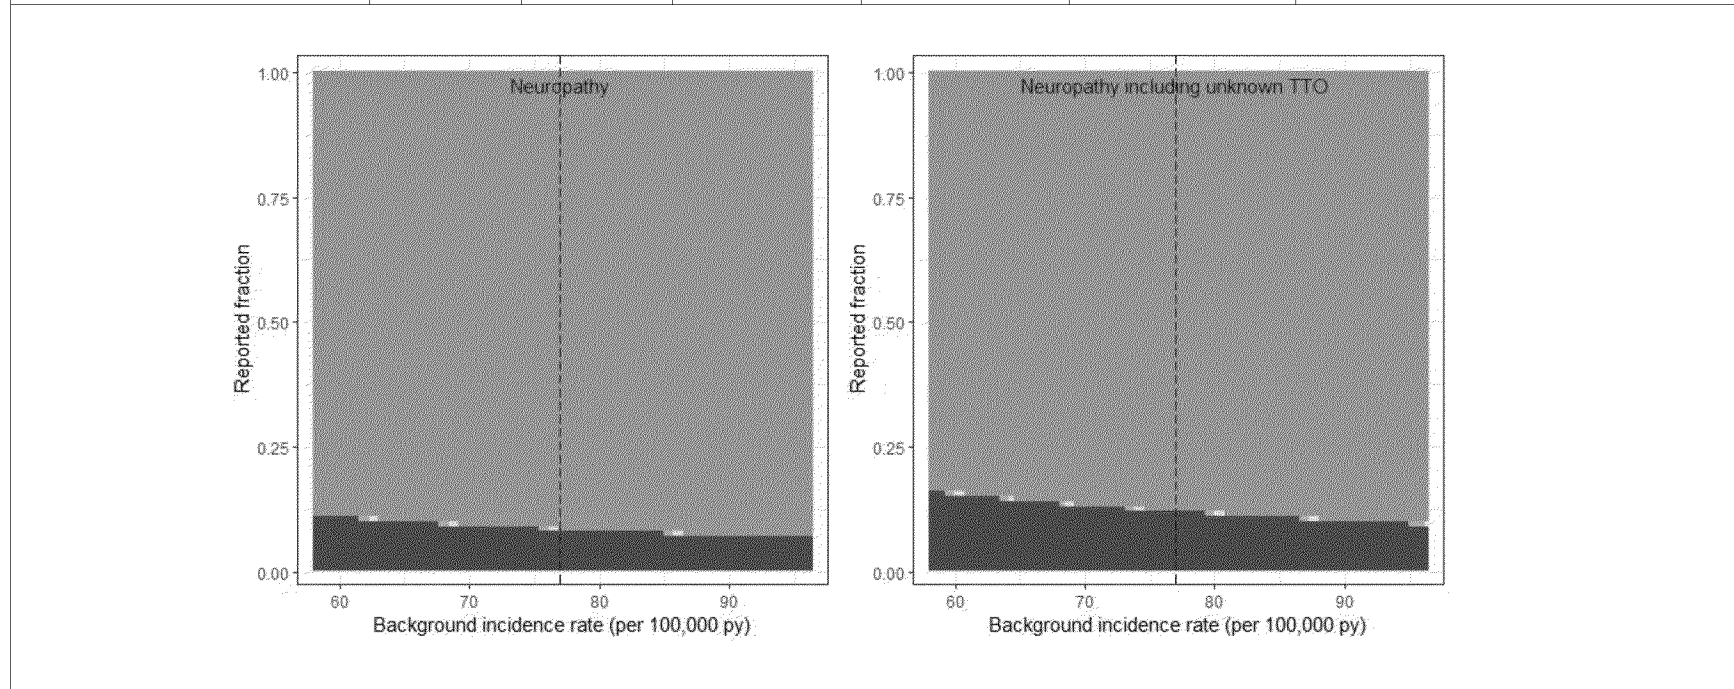 Neuropathy
1.00
0.75
0.50
0.25
0.00
Reported fraction
60 70 80 90
Background incidence rate (per 100,000 py)
Neuropathy including unknown TTO
1.00
0.75
0.50
0.25
0.00
Reported fraction
60 70 80 90
Background incidence rate (per 100,000 py)